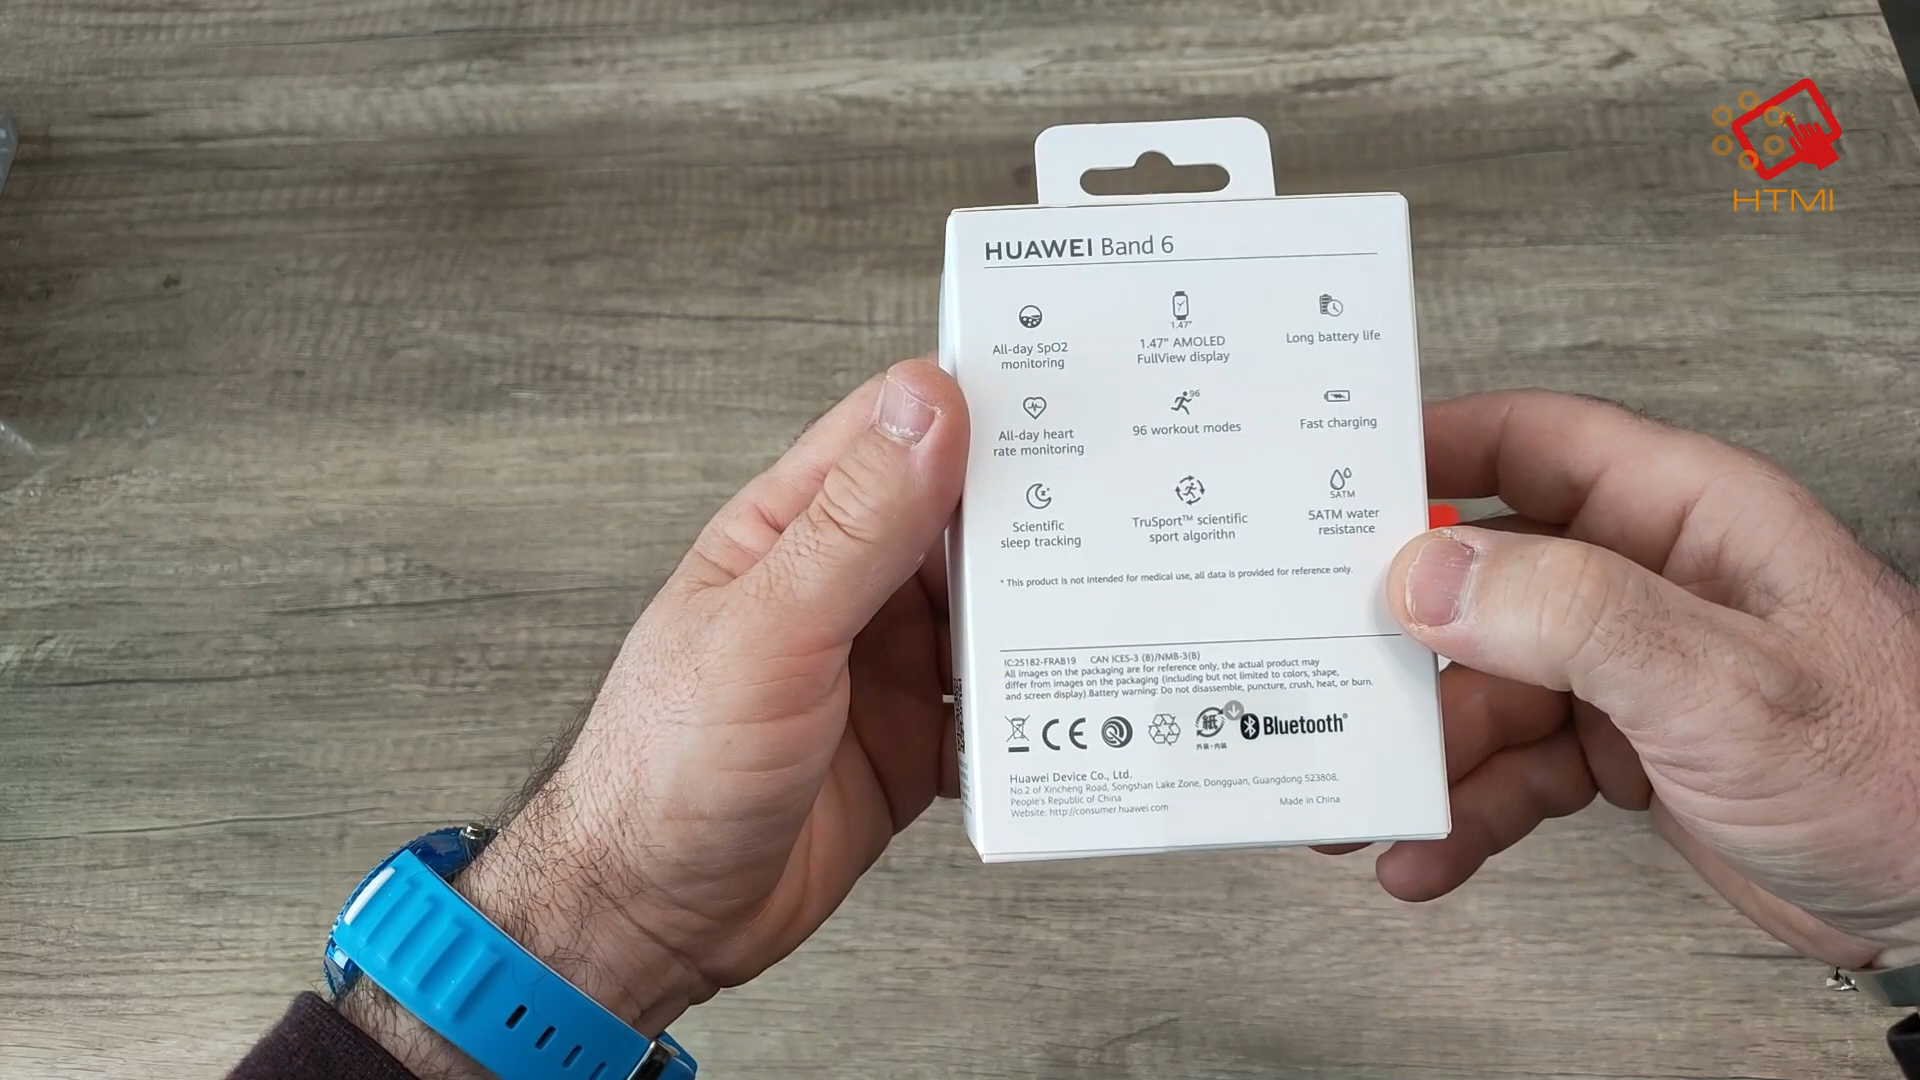 HTMI
HUAWEI Band 6
All-day SpO2
monitoring
1.47"
1.47" AMOLED
FullView display
Long battery life
All-day heart
rate monitoring
96
96 workout modes
Fast charging
Scientific
sleep tracking
TruSport™ scientific
sport algorithn
5ATM
5ATM water
resistance
* This product is not intended for medical use, all data is provided for reference only.
IC:25182-FRAB19 CAN ICES-3 (B)/NMB-3(B)
All images on the packaging are for reference only, the actual product may
differ from images on the packaging (including but not limited to colors, shape,
and screen display).Battery warning: Do not disassemble, puncture, crush, heat, or burn.
CE
紙
外装・内装
Bluetooth®
Huawei Device Co., Ltd.
No.2 of Xincheng Road, Songshan Lake Zone, Dongguan, Guangdong 523808,
People's Republic of China
Website: http://consumer.huawei.com
Made in China